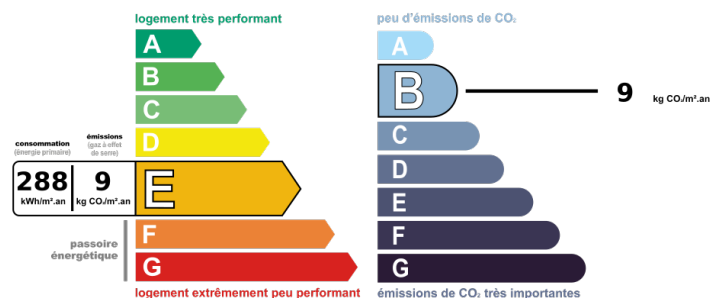 logement très performant
A
B
C
D
consommation
(énergie primaire)
émissions
(gaz à effet
de serre)
288
kWh/m².an
9
kg CO₂/m².an
E
F
G
passoire
énergétique
logement extrêmement peu performant
peu d'émissions de CO₂
A
B
9
kg CO₂/m².an
C
D
E
F
G
émissions de CO₂ très importantes